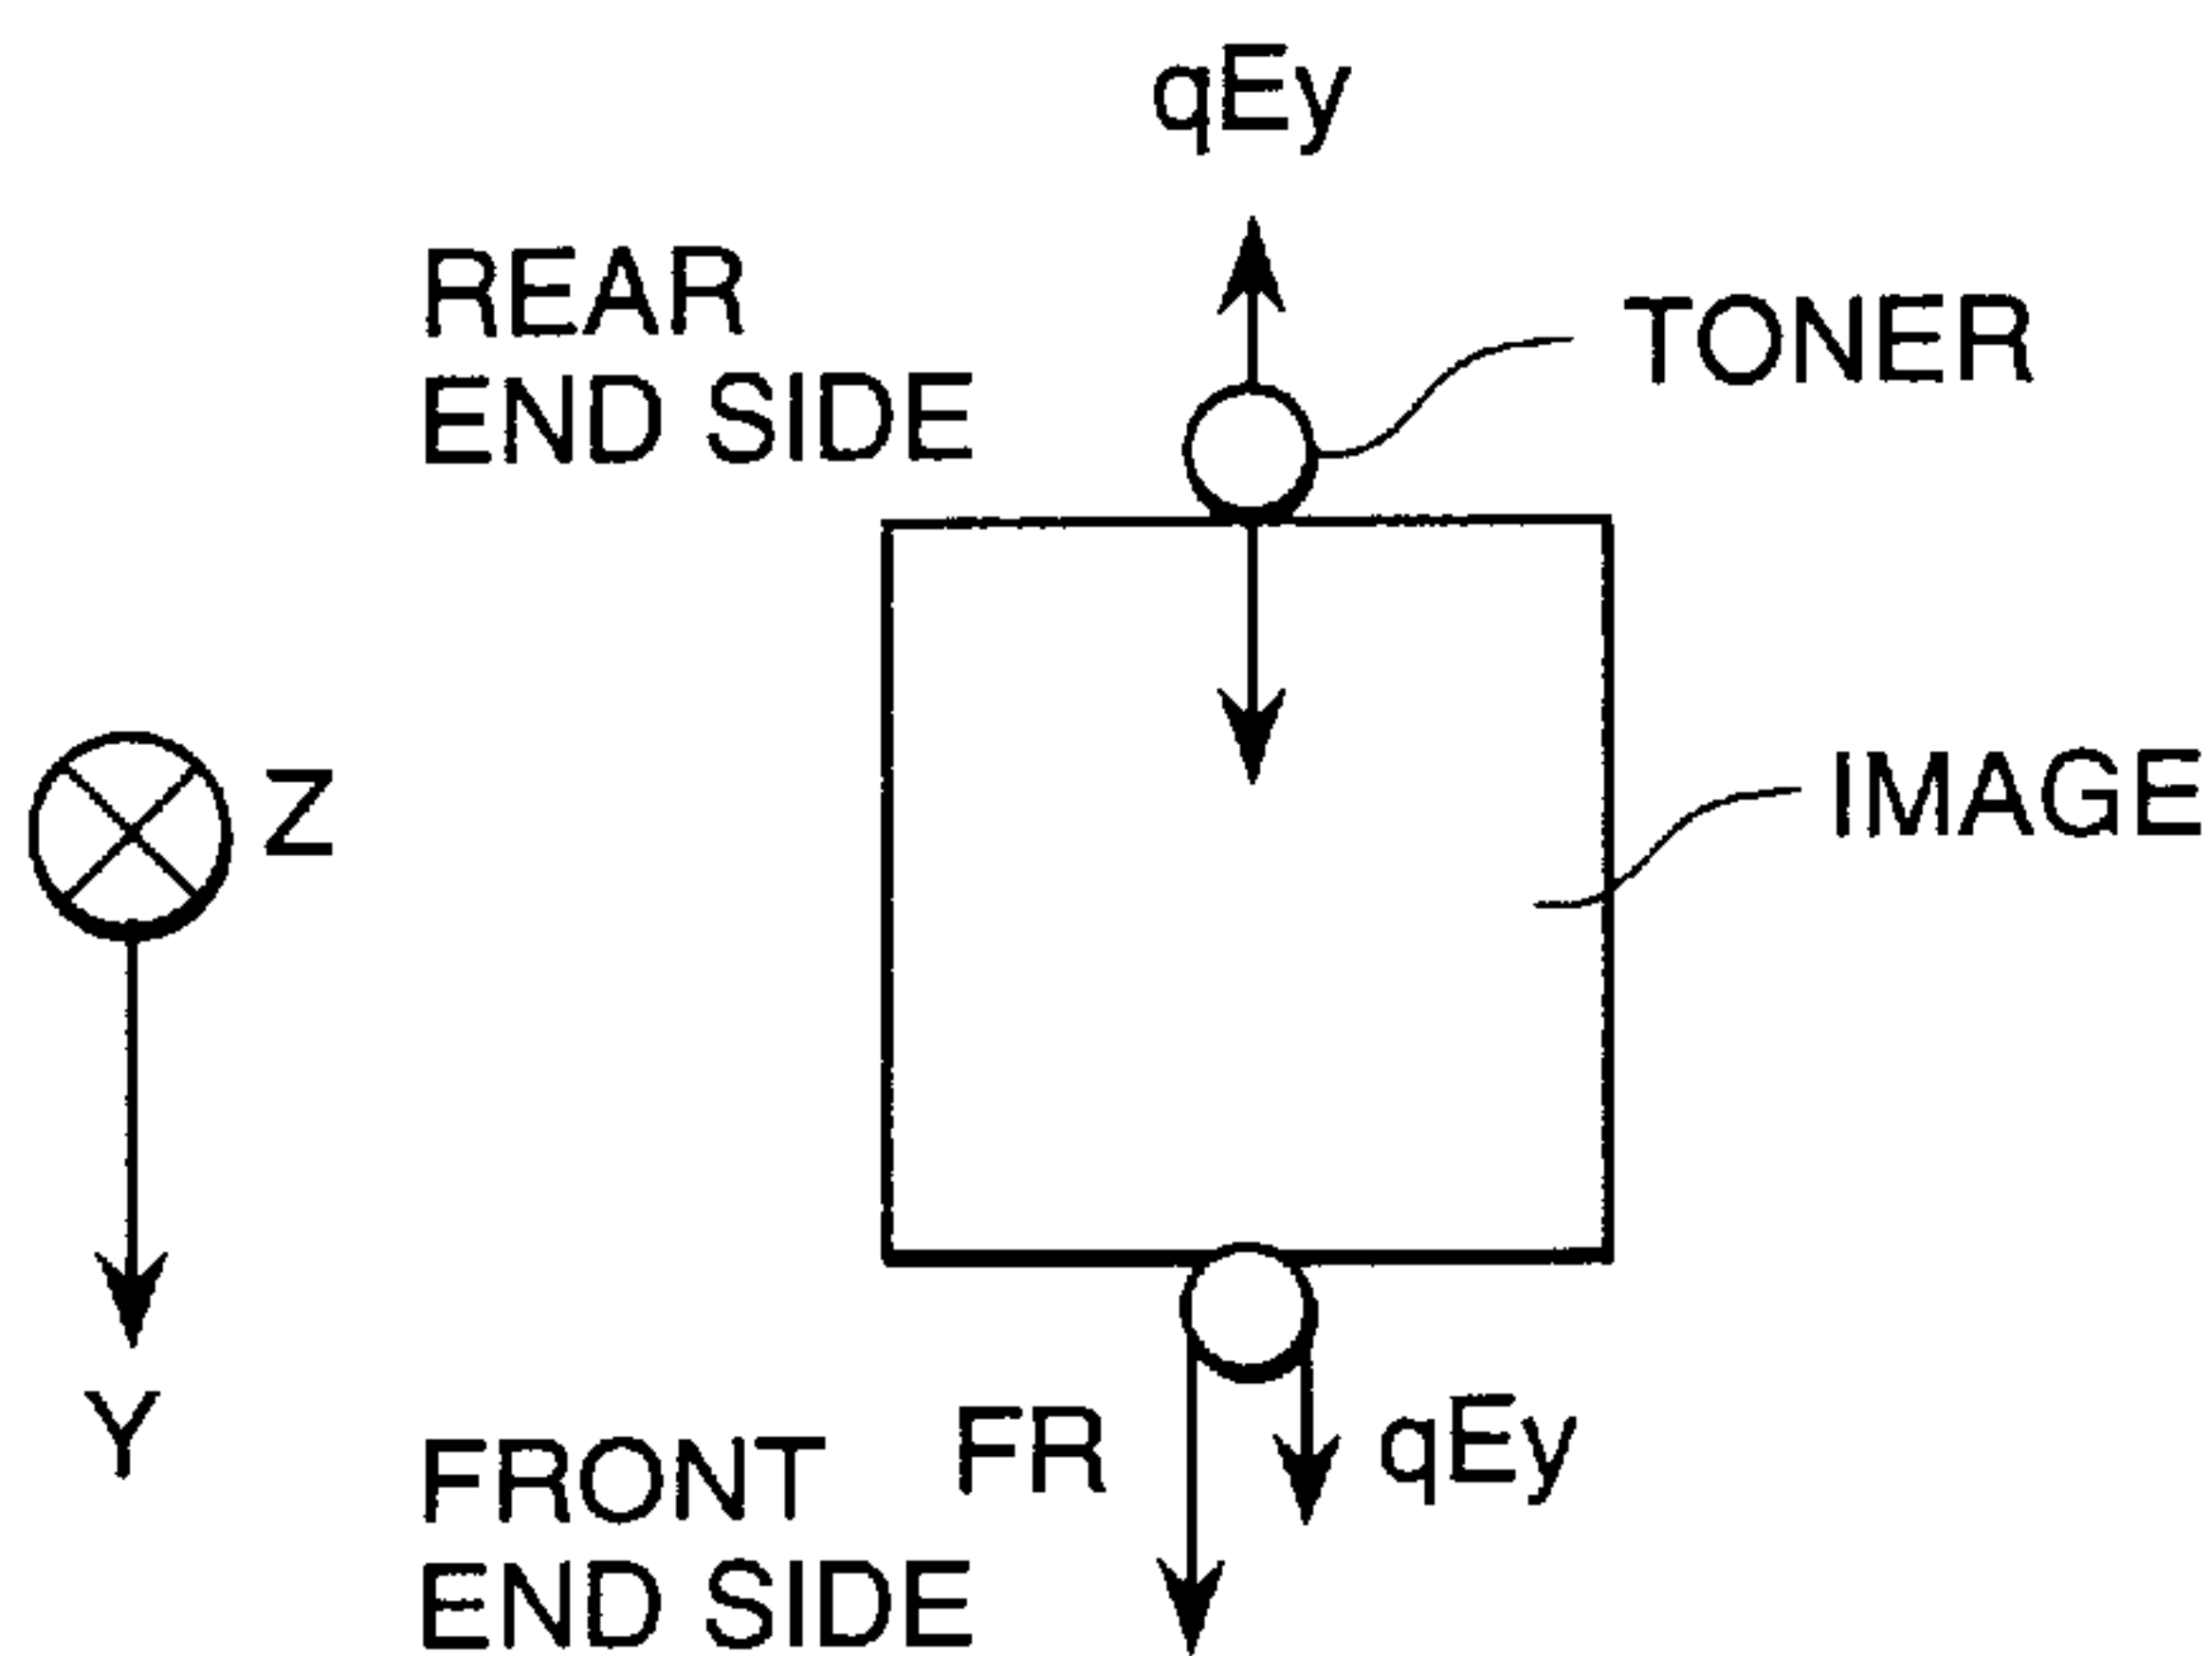 qEy
REAR
END SIDE
TONER
Z
IMAGE
Y
FR
qEy
FRONT
END SIDE